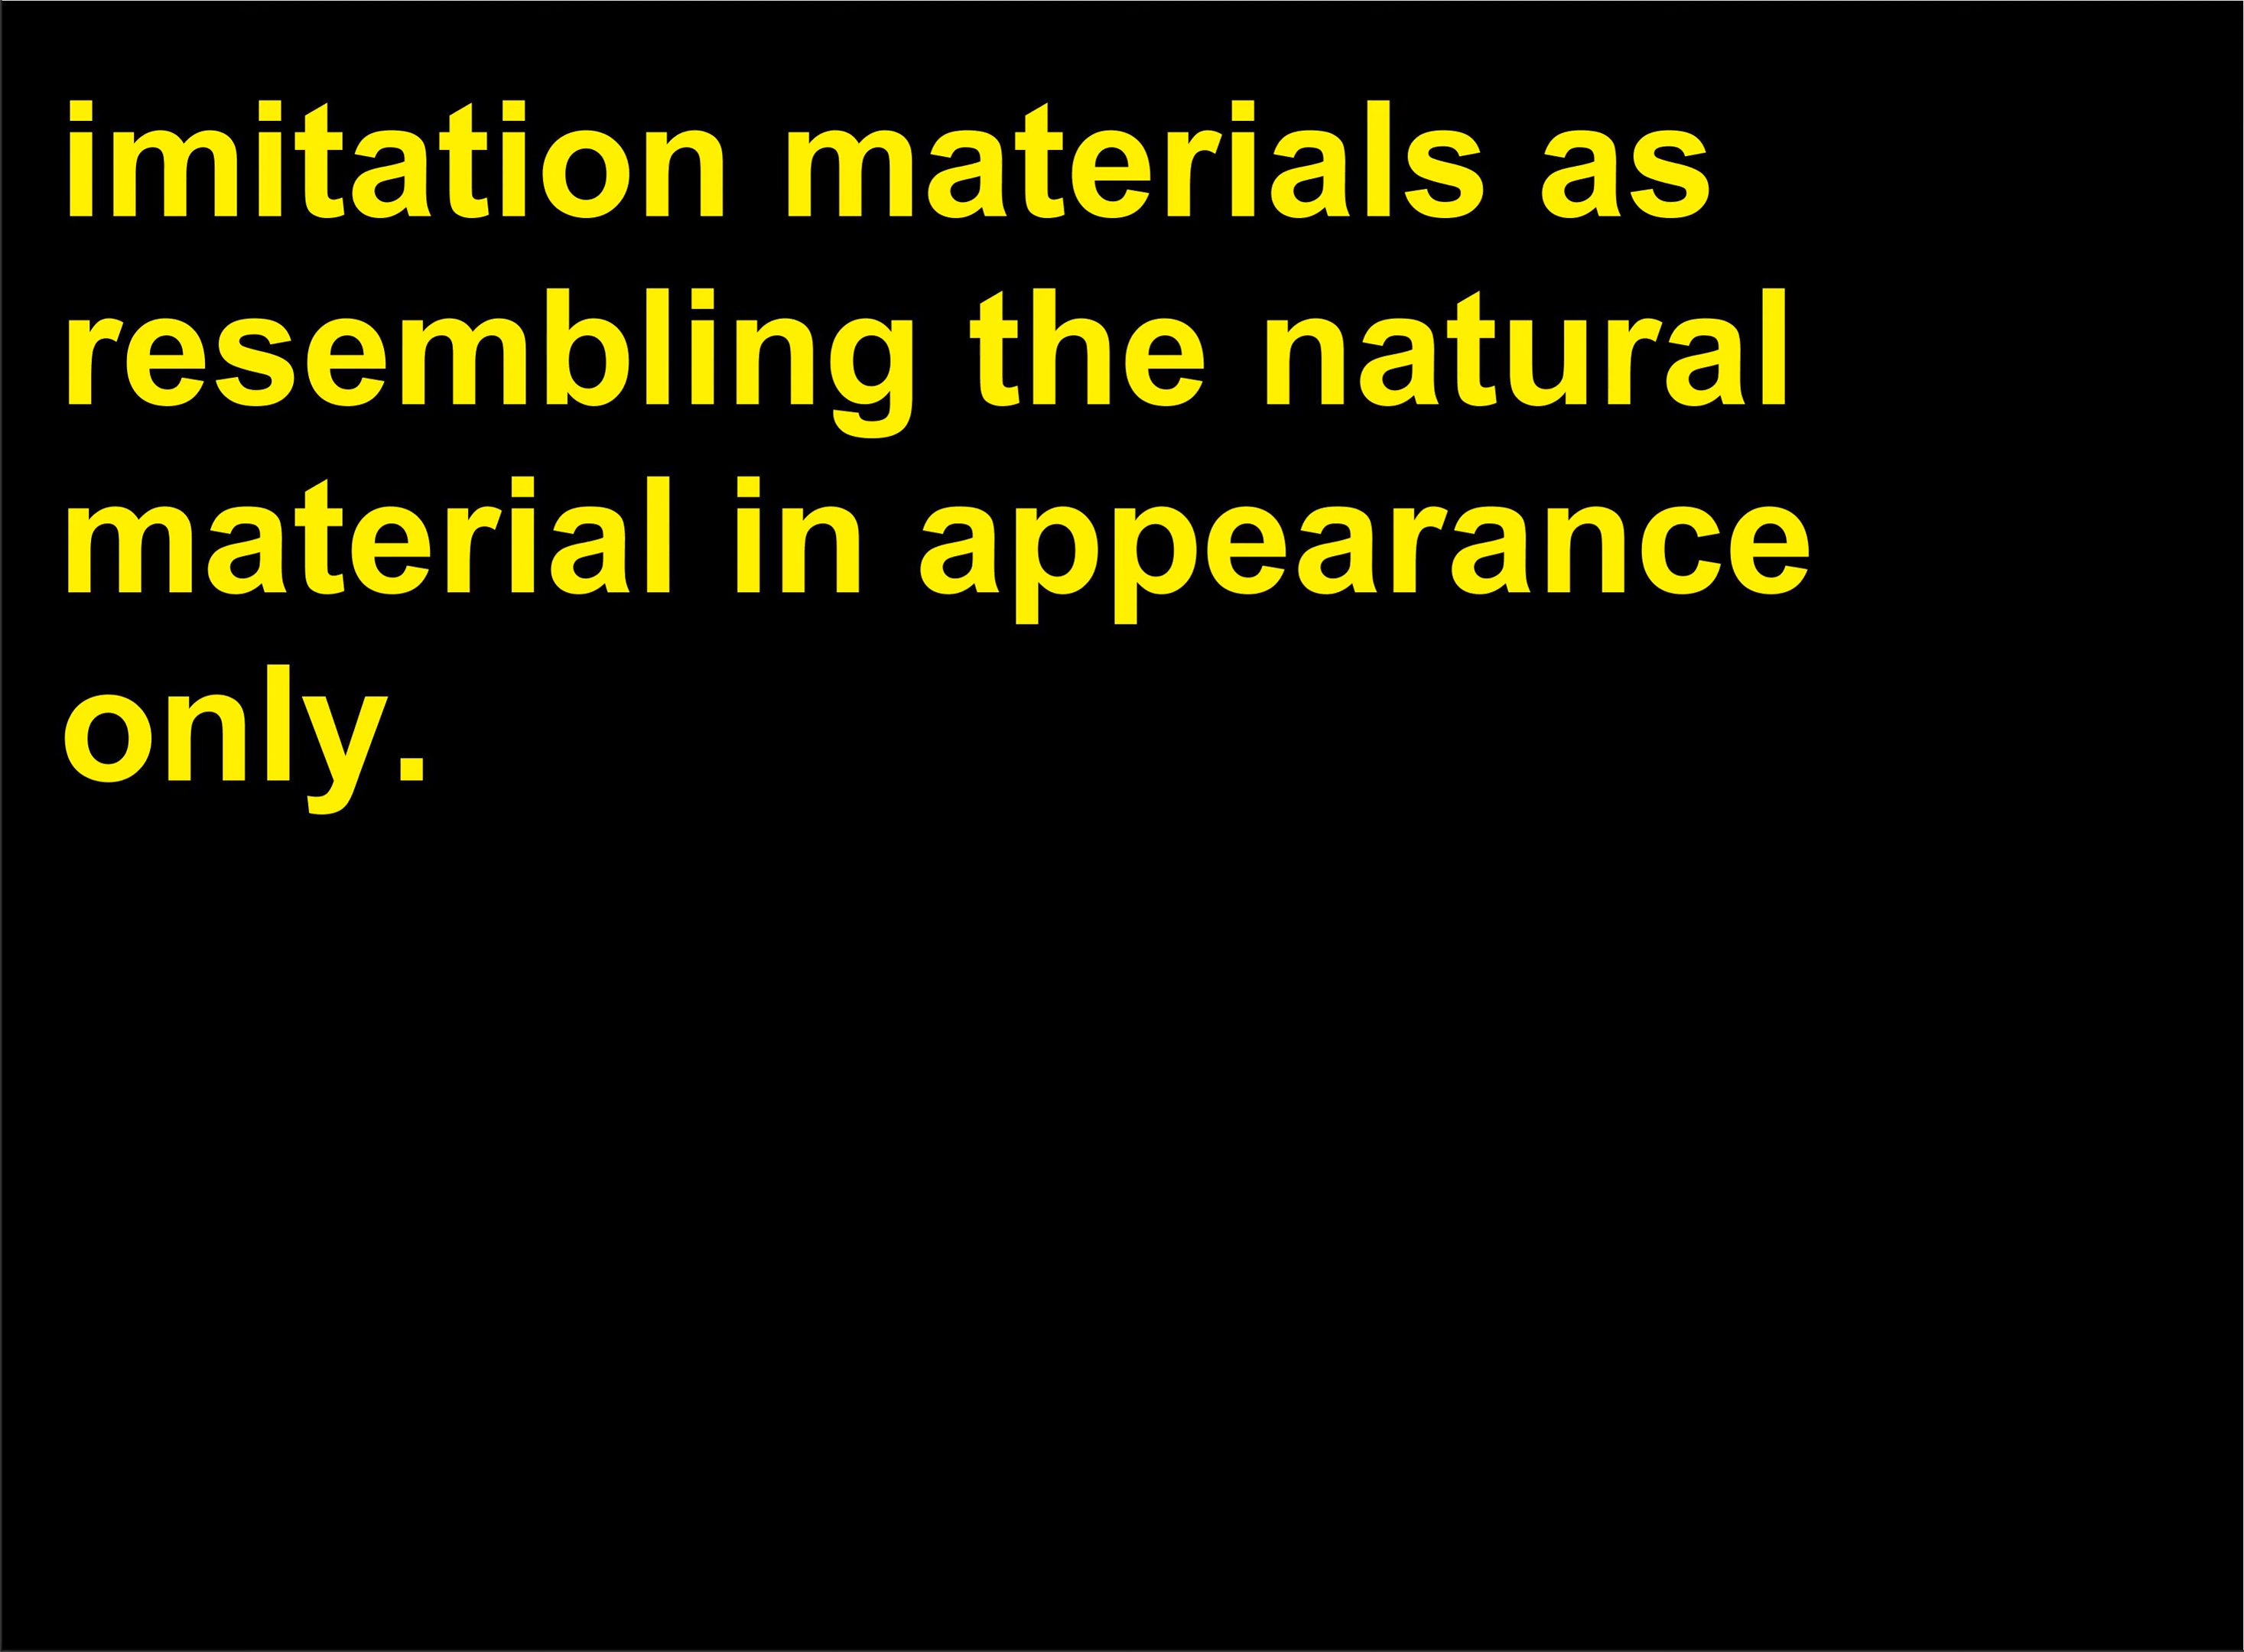 imitation materials as
resembling the natural
material in appearance
only.